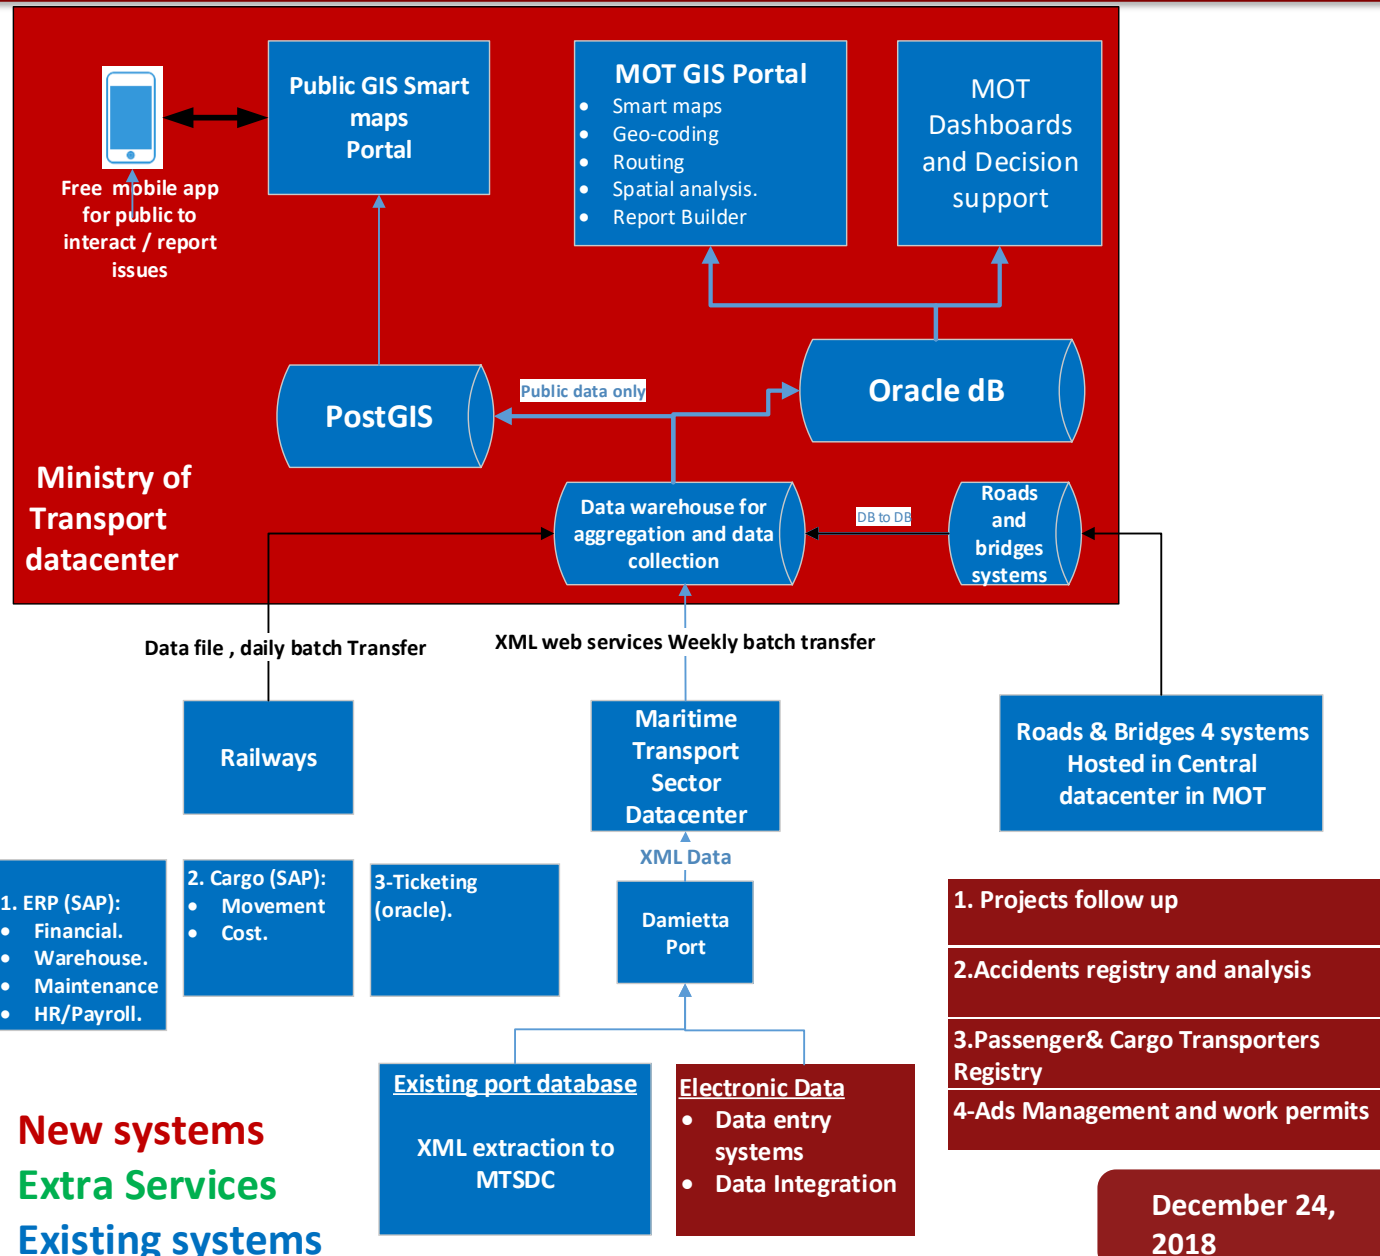 Public GIS Smart
maps
Portal
MOT GIS Portal
• Smart maps
• Geo-coding
• Routing
• Spatial analysis.
• Report Builder
MOT
Dashboards
and Decision
support
Free mobile app
for public to
interact / report
issues
PostGIS
Public data only
Oracle dB
Ministry of
Transport
datacenter
Data warehouse for
aggregation and data
collection
DB to DB
Roads
and
bridges
systems
Data file , daily batch Transfer
XML web services Weekly batch transfer
Railways
Maritime
Transport
Sector
Datacenter
Roads & Bridges 4 systems
Hosted in Central
datacenter in MOT
XML Data
1. ERP (SAP):
• Financial.
• Warehouse.
• Maintenance
• HR/Payroll.
2. Cargo (SAP):
• Movement
• Cost.
3-Ticketing
(oracle).
Damietta
Port
1. Projects follow up
2.Accidents registry and analysis
3.Passenger& Cargo Transporters
Registry
4-Ads Management and work permits
Existing port database
XML extraction to
MTSDC
Electronic Data
• Data entry
systems
• Data Integration
New systems
Extra Services
Existing systems
December 24,
2018